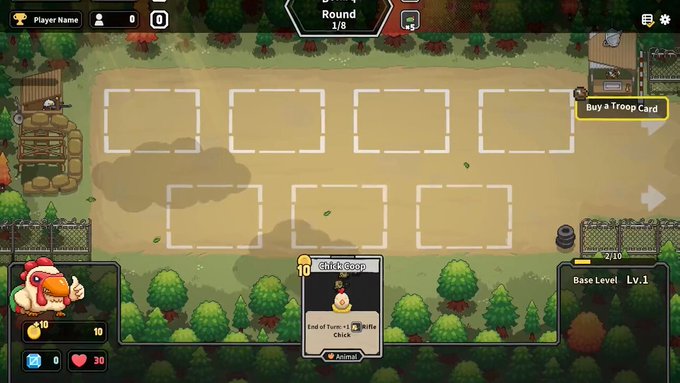 Player Name
0
0
Round
1/8
×5
Buy a Troop Card
2/10
Base Level Lv.1
10
Chick Coop
End of Turn: +1 Rifle
Chick
Animal
+10
10
0
30